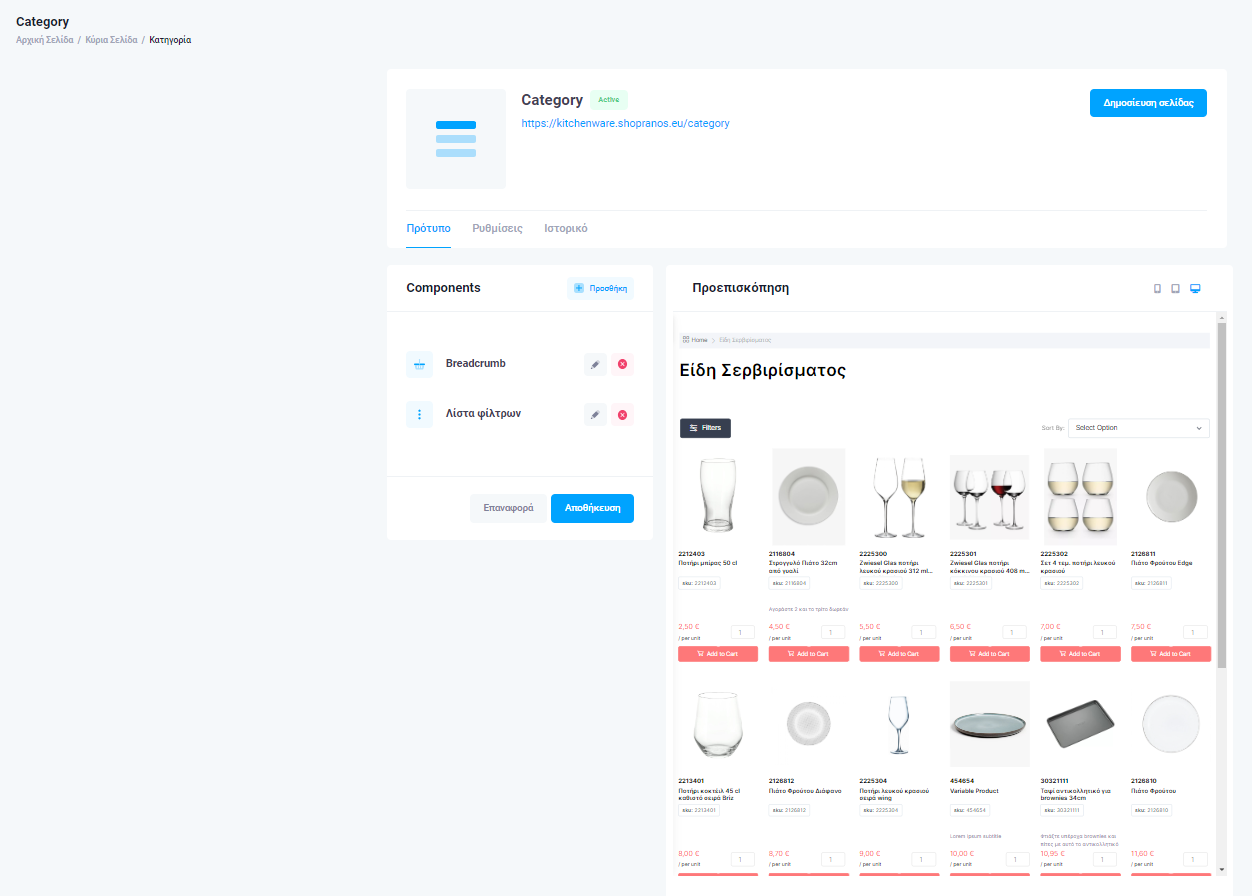 Category
Αρχική Σελίδα / Κύρια Σελίδα / Κατηγορία
Category Active
Δημοσίευση σελίδας
https://kitchenware.shopranos.eu/category
Πρότυπο Ρυθμίσεις Ιστορικό
Components Προσθήκη
Breadcrumb
Λίστα φίλτρων
Επαναφορά Αποθήκευση
Προεπισκόπηση
Home > Είδη Σερβιρίσματος
Είδη Σερβιρίσματος
Filters
Sort By: Select Option
2212403
Ποτήρι μπίρας 50 cl
sku: 2212403
2,50 €
/ per unit
1
Add to Cart
2116804
Στρογγυλό Πιάτο 32cm
από γυαλί
sku: 2116804
Αγοράστε 2 και το τρίτο δωρεάν
4,50 €
/ per unit
1
Add to Cart
2225300
Zwiesel Glas ποτήρι
λευκού κρασιού 312 ml...
sku: 2225300
5,50 €
/ per unit
1
Add to Cart
2225301
Zwiesel Glas ποτήρι
κόκκινου κρασιού 408 m...
sku: 2225301
6,50 €
/ per unit
1
Add to Cart
2225302
Σετ 4 τεμ. ποτήρι λευκού
κρασιού
sku: 2225302
7,00 €
/ per unit
1
Add to Cart
2126811
Πιάτο Φρούτου Edge
sku: 2126811
7,50 €
/ per unit
1
Add to Cart
2213401
Ποτήρι κοκτέιλ 45 cl
καθιστό σειρά Briz
sku: 2213401
8,00 €
/ per unit
1
2126812
Πιάτο Φρούτου Διάφανο
sku: 2126812
8,70 €
/ per unit
1
2225304
Ποτήρι λευκού κρασιού
σειρά wing
sku: 2225304
9,00 €
/ per unit
1
454654
Variable Product
sku: 454654
Lorem ipsum subtitle
10,00 €
/ per unit
1
30321111
Ταψί αντικολλητικό για
brownies 34cm
sku: 30321111
Φτιάξτε υπέροχα brownies και
πίτες με αυτό το αντικολλητικό
10,95 €
/ per unit
1
2126810
Πιάτο Φρούτου
sku: 2126810
11,60 €
/ per unit
1